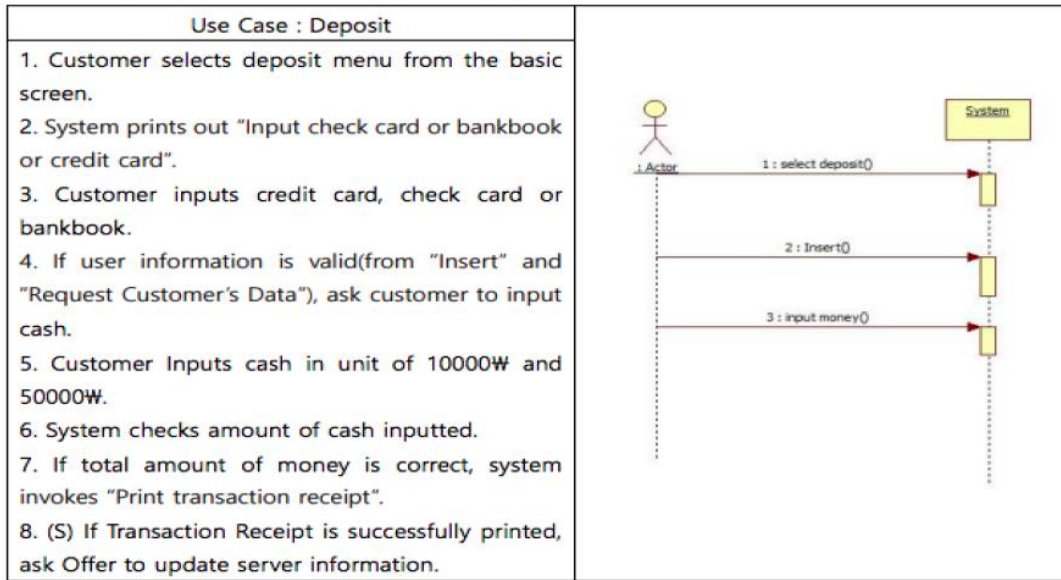 Use Case : Deposit
1. Customer selects deposit menu from the basic
screen.
2. System prints out “Input check card or bankbook
or credit card”.
3. Customer inputs credit card, check card or
bankbook.
4. If user information is valid(from “Insert” and
“Request Customer’s Data”), ask customer to input
cash.
5. Customer Inputs cash in unit of 10000₩ and
50000₩.
6. System checks amount of cash inputted.
7. If total amount of money is correct, system
invokes “Print transaction receipt”.
8. (S) If Transaction Receipt is successfully printed,
ask Offer to update server information.
System
: Actor
1 : select deposit()
2 : Insert()
3 : input money()